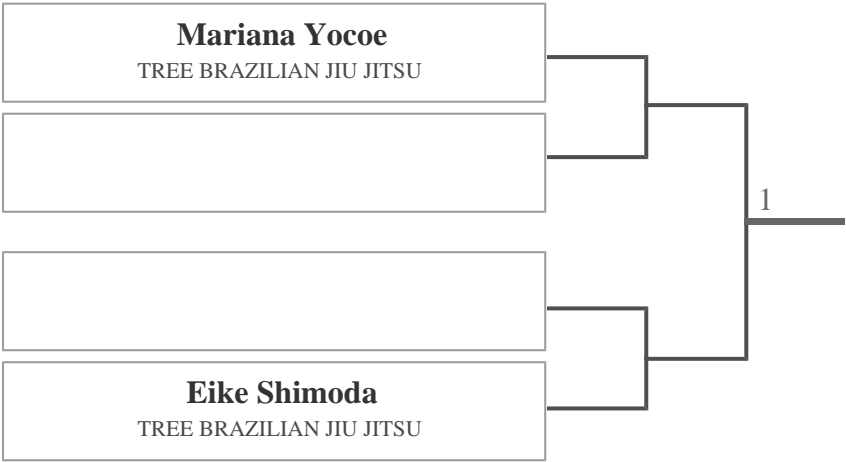 Mariana Yocoe
TREE BRAZILIAN JIU JITSU
1
Eike Shimoda
TREE BRAZILIAN JIU JITSU